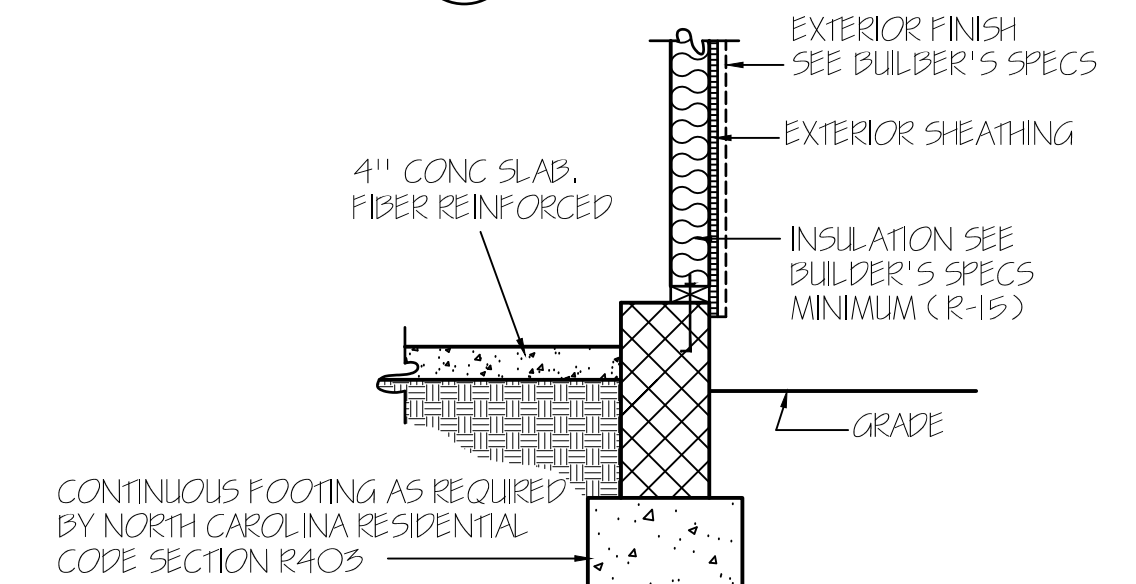 EXTERIOR FINISH
SEE BUILBER'S SPECS
EXTERIOR SHEATHING
4" CONC SLAB.
FIBER REINFORCED
INSULATION SEE
BUILDER'S SPECS
MINIMUM (R-15)
GRADE
CONTINUOUS FOOTING AS REQUIRED
BY NORTH CAROLINA RESIDENTIAL
CODE SECTION R403